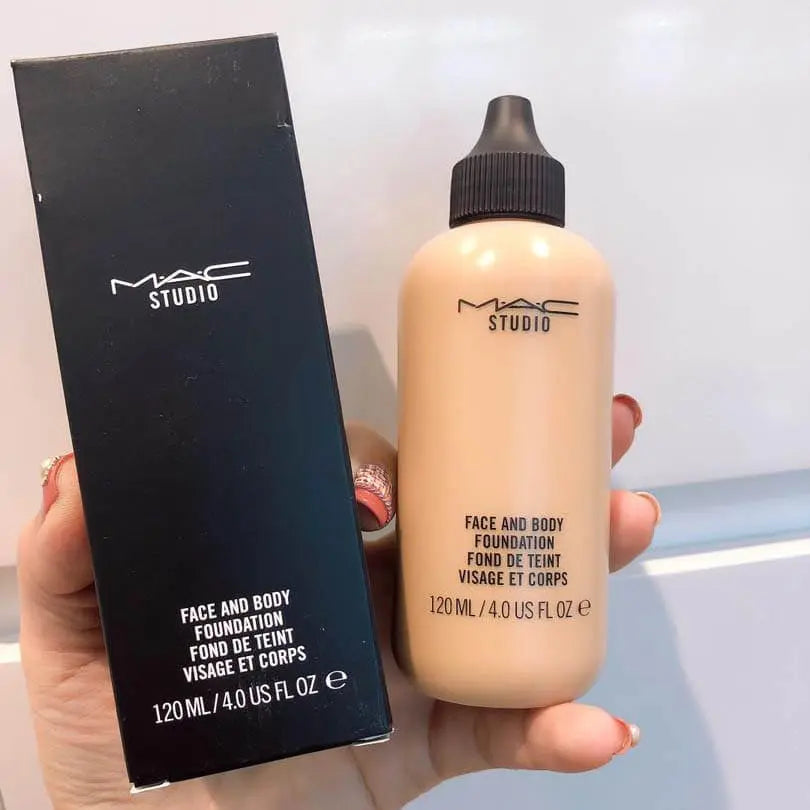 M·A·C
STUDIO
FACE AND BODY
FOUNDATION
FOND DE TEINT
VISAGE ET CORPS
120 ML / 4.0 US FL OZ ℮
M·A·C
STUDIO
FACE AND BODY
FOUNDATION
FOND DE TEINT
VISAGE ET CORPS
120 ML / 4.0 US FL OZ ℮